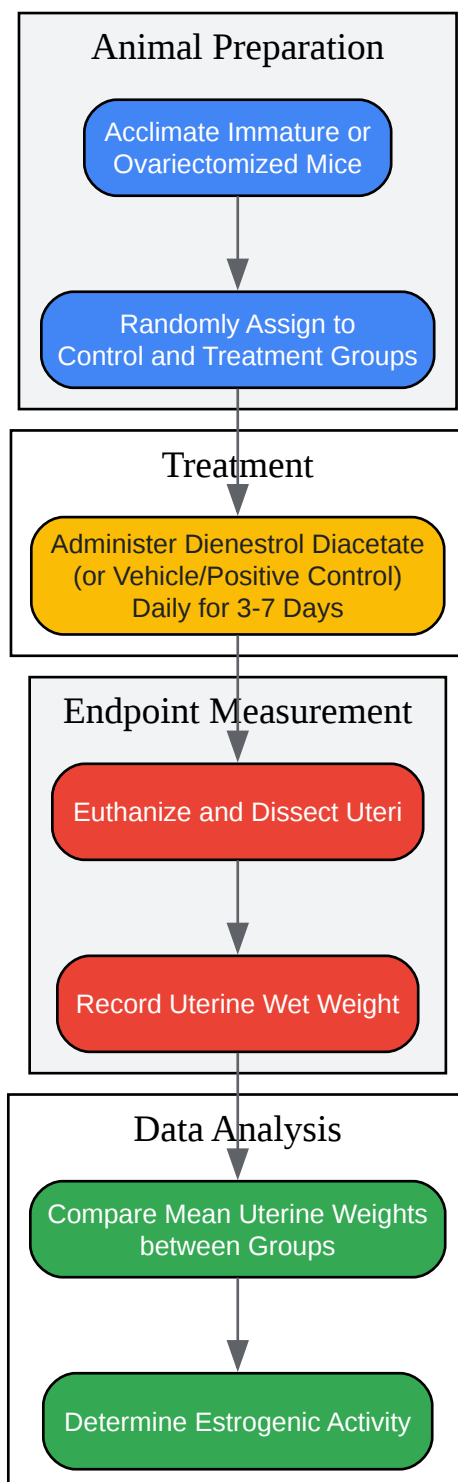 Animal Preparation
Acclimate Immature or
Ovariectomized Mice
Randomly Assign to
Control and Treatment Groups
Treatment
Administer Dienestrol Diacetate
(or Vehicle/Positive Control)
Daily for 3-7 Days
Endpoint Measurement
Euthanize and Dissect Uteri
Record Uterine Wet Weight
Data Analysis
Compare Mean Uterine Weights
between Groups
Determine Estrogenic Activity